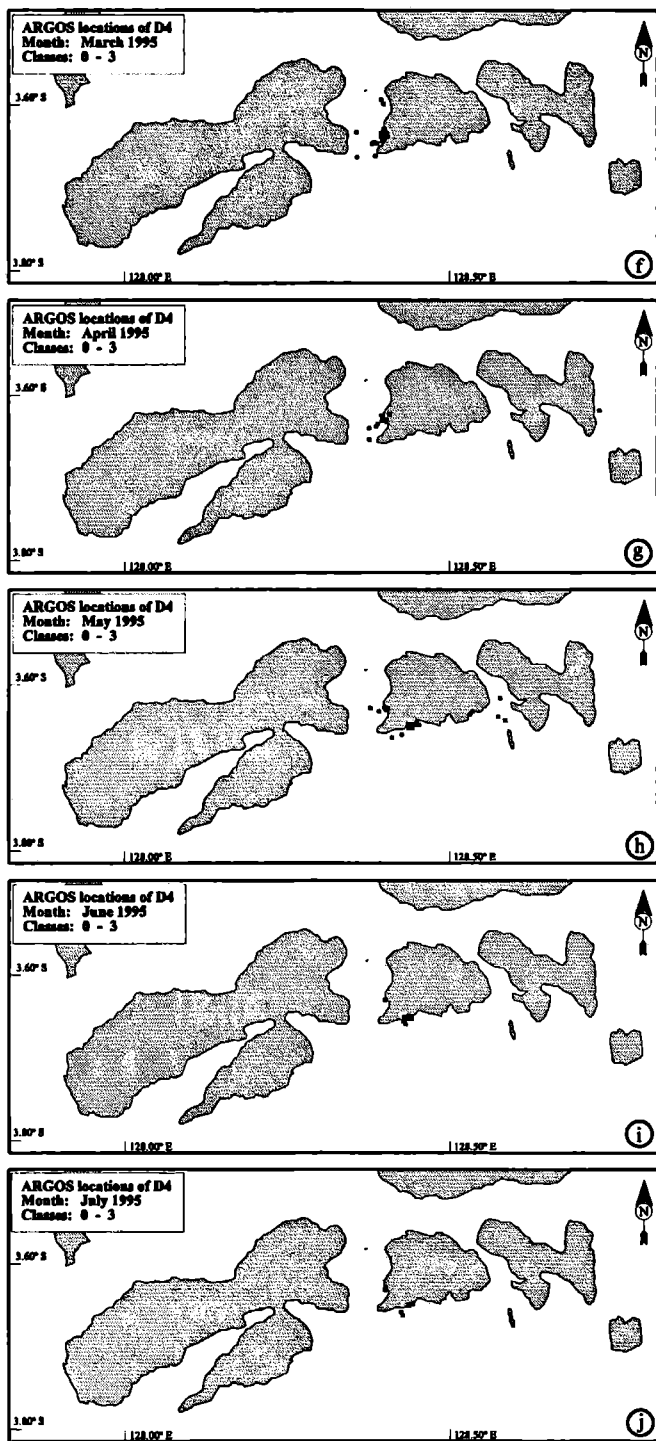 ARGOS locations of D4
Month: March 1995
Classes: 0 - 3
N
3.60° S
3.80° S
128.00° E
128.50° E
f
ARGOS locations of D4
Month: April 1995
Classes: 0 - 3
N
3.60° S
3.80° S
128.00° E
128.50° E
g
ARGOS locations of D4
Month: May 1995
Classes: 0 - 3
N
3.60° S
3.80° S
128.00° E
128.50° E
h
ARGOS locations of D4
Month: June 1995
Classes: 0 - 3
N
3.60° S
3.80° S
128.00° E
128.50° E
i
ARGOS locations of D4
Month: July 1995
Classes: 0 - 3
N
3.60° S
3.80° S
128.00° E
128.50° E
j